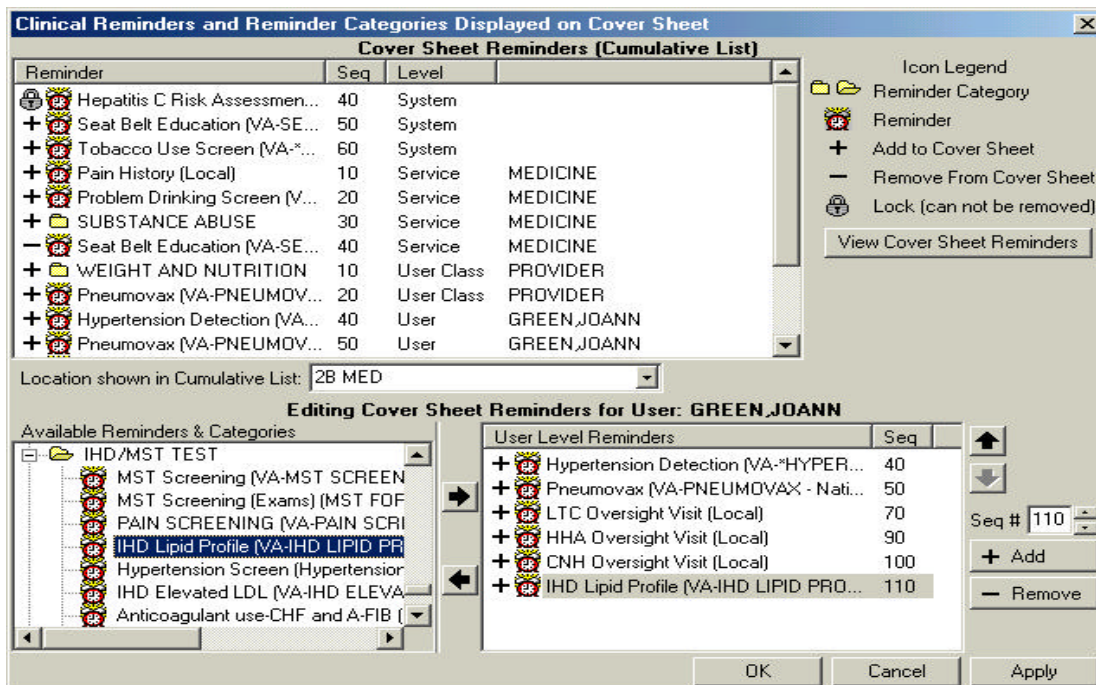 Clinical Reminders and Reminder Categories Displayed on Cover Sheet
Cover Sheet Reminders (Cumulative List)
Reminder Seq Level
Hepatitis C Risk Assessmen... 40 System
+ Seat Belt Education (VA-SE... 50 System
+ Tobacco Use Screen (VA-*... 60 System
+ Pain History (Local) 10 Service MEDICINE
+ Problem Drinking Screen (V... 20 Service MEDICINE
+ SUBSTANCE ABUSE 30 Service MEDICINE
− Seat Belt Education (VA-SE... 40 Service MEDICINE
+ WEIGHT AND NUTRITION 10 User Class PROVIDER
+ Pneumovax (VA-PNEUMOV... 20 User Class PROVIDER
+ Hypertension Detection (VA... 40 User GREEN,JOANN
+ Pneumovax (VA-PNEUMOV... 50 User GREEN,JOANN
Icon Legend
Reminder Category
Reminder
+ Add to Cover Sheet
− Remove From Cover Sheet
Lock (can not be removed)
View Cover Sheet Reminders
Location shown in Cumulative List: 2B MED
Editing Cover Sheet Reminders for User: GREEN,JOANN
Available Reminders & Categories
IHD/MST TEST
MST Screening (VA-MST SCREEN
MST Screening (Exams) (MST FOF
PAIN SCREENING (VA-PAIN SCRI
IHD Lipid Profile (VA-IHD LIPID PR
Hypertension Screen (Hypertension
IHD Elevated LDL (VA-IHD ELEVA
Anticoagulant use-CHF and A-FIB (
User Level Reminders Seq
+ Hypertension Detection (VA-*HYPER... 40
+ Pneumovax (VA-PNEUMOVAX - Nati... 50
+ LTC Oversight Visit (Local) 70
+ HHA Oversight Visit (Local) 90
+ CNH Oversight Visit (Local) 100
+ IHD Lipid Profile (VA-IHD LIPID PRO... 110
Seq # 110
+ Add
− Remove
OK Cancel Apply